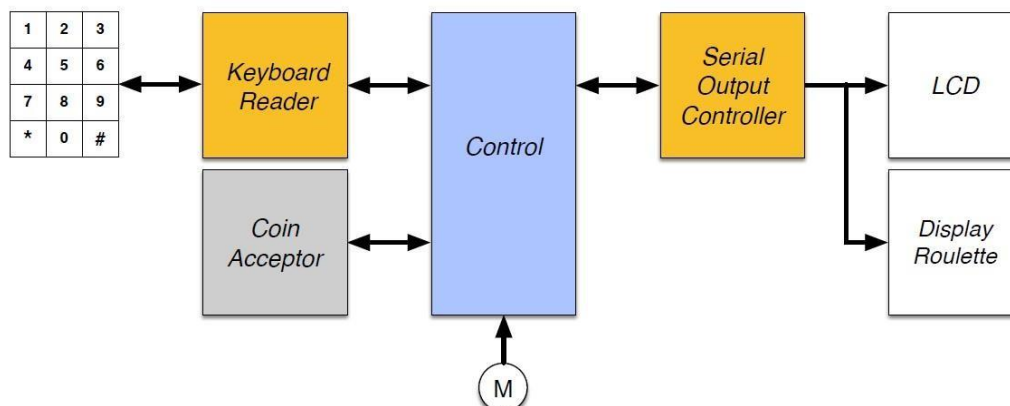 1 2 3
4 5 6
7 8 9
* 0 #
Keyboard
Reader
Coin
Acceptor
Control
M
Serial
Output
Controller
LCD
Display
Roulette